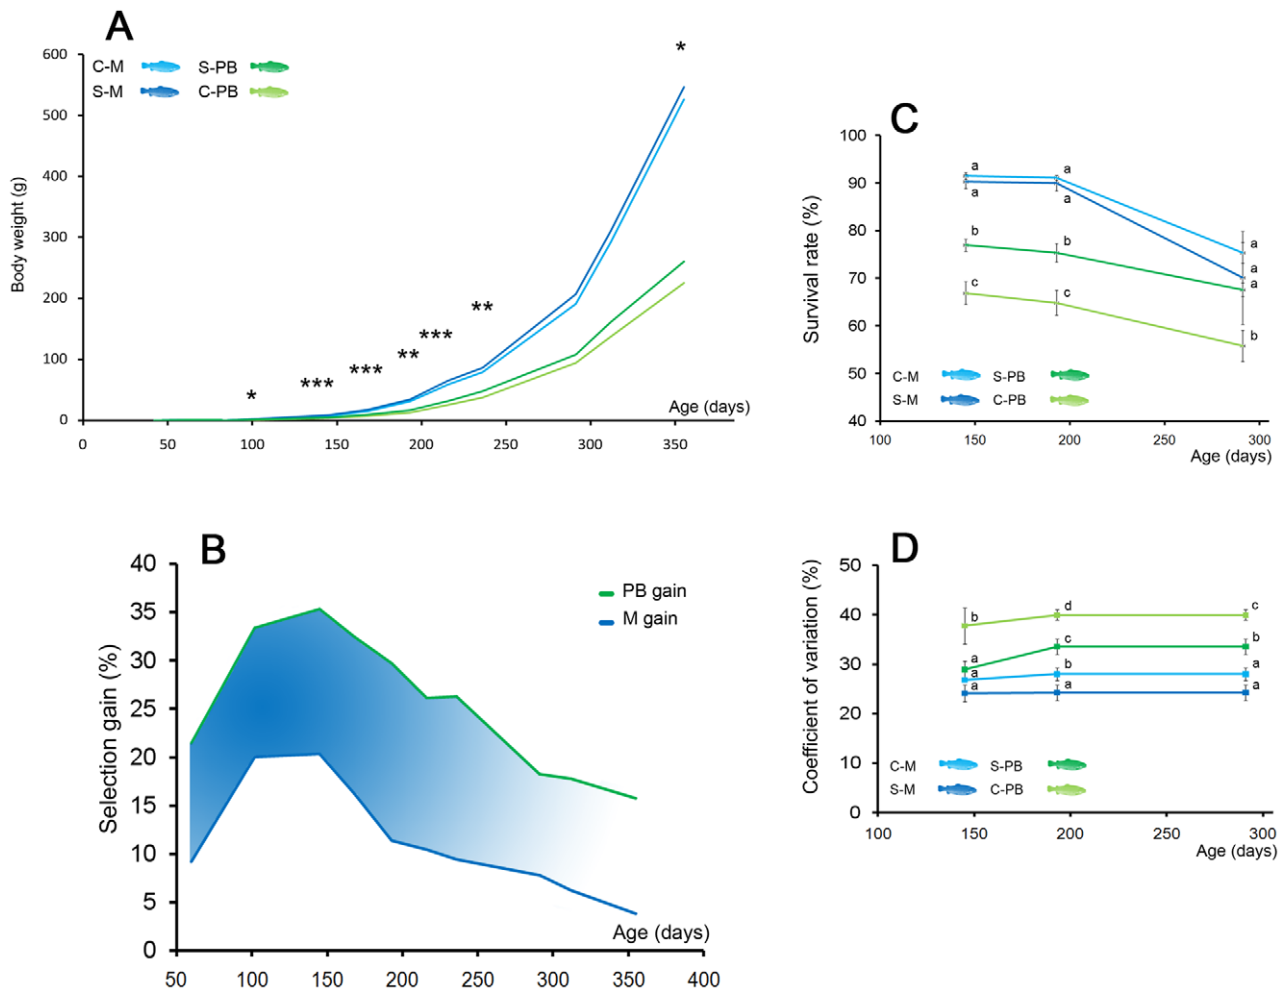 A
600
500
400
300
200
100
0
Body weight (g)
C-M S-PB
S-M C-PB
*
***
***
**
***
**
*
Age (days)
0 50 100 150 200 250 300 350
B
40
35
30
25
20
15
10
5
0
Selection gain (%)
PB gain
M gain
Age (days)
50 100 150 200 250 300 350 400
C
100
90
80
70
60
50
40
Survival rate (%)
a a a
a a a
b b a
c c b
C-M S-PB
S-M C-PB
100 150 200 250 300
Age (days)
D
50
40
30
20
10
0
Coefficient of variation (%)
b d c
a c b
a b a
a a a
C-M S-PB
S-M C-PB
100 150 200 250 300
Age (days)